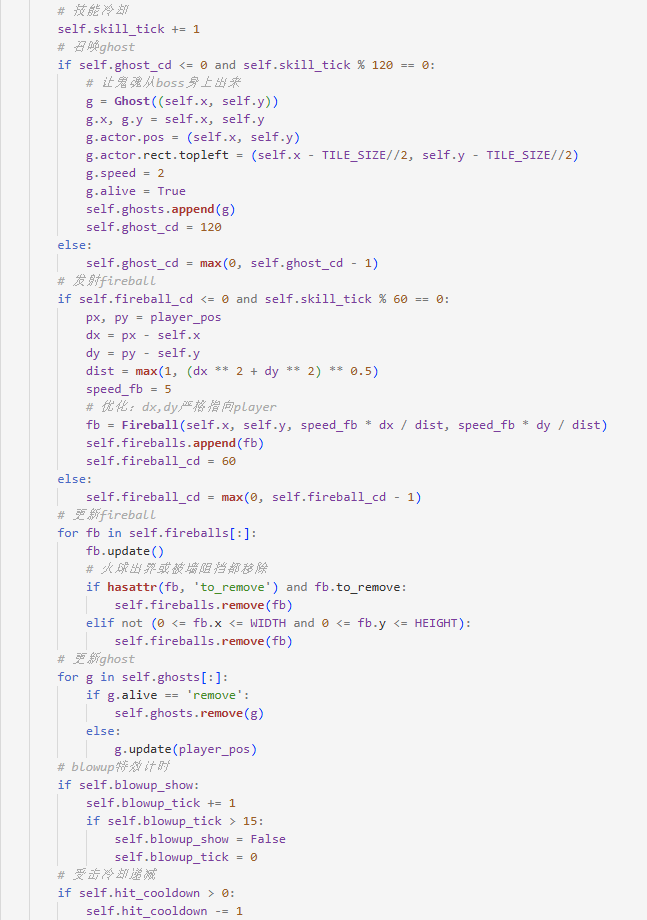 # 技能冷却
self.skill_tick += 1
# 召唤ghost
if self.ghost_cd <= 0 and self.skill_tick % 120 == 0:
    # 让鬼魂从boss身上出来
    g = Ghost((self.x, self.y))
    g.x, g.y = self.x, self.y
    g.actor.pos = (self.x, self.y)
    g.actor.rect.topleft = (self.x - TILE_SIZE//2, self.y - TILE_SIZE//2)
    g.speed = 2
    g.alive = True
    self.ghosts.append(g)
    self.ghost_cd = 120
else:
    self.ghost_cd = max(0, self.ghost_cd - 1)
# 发射fireball
if self.fireball_cd <= 0 and self.skill_tick % 60 == 0:
    px, py = player_pos
    dx = px - self.x
    dy = py - self.y
    dist = max(1, (dx ** 2 + dy ** 2) ** 0.5)
    speed_fb = 5
    # 优化：dx,dy严格指向player
    fb = Fireball(self.x, self.y, speed_fb * dx / dist, speed_fb * dy / dist)
    self.fireballs.append(fb)
    self.fireball_cd = 60
else:
    self.fireball_cd = max(0, self.fireball_cd - 1)
# 更新fireball
for fb in self.fireballs[:]:
    fb.update()
    # 火球出界或被墙阻挡都移除
    if hasattr(fb, 'to_remove') and fb.to_remove:
        self.fireballs.remove(fb)
    elif not (0 <= fb.x <= WIDTH and 0 <= fb.y <= HEIGHT):
        self.fireballs.remove(fb)
# 更新ghost
for g in self.ghosts[:]:
    if g.alive == 'remove':
        self.ghosts.remove(g)
    else:
        g.update(player_pos)
# blowup特效计时
if self.blowup_show:
    self.blowup_tick += 1
    if self.blowup_tick > 15:
        self.blowup_show = False
        self.blowup_tick = 0
# 受击冷却递减
if self.hit_cooldown > 0:
    self.hit_cooldown -= 1